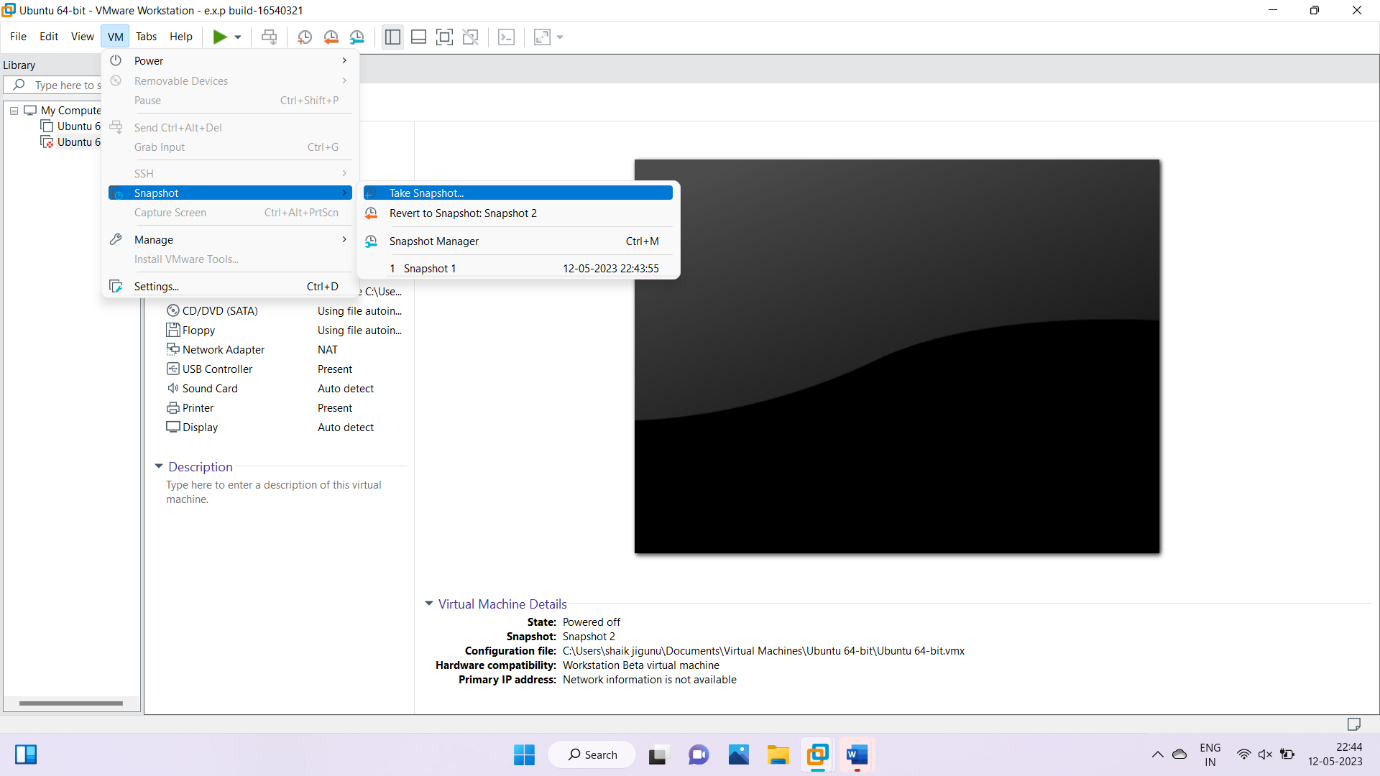 Ubuntu 64-bit - VMware Workstation - e.x.p build-16540321
File Edit View VM Tabs Help
Library
Type here to s
My Compute
Ubuntu 6
Ubuntu 6
Power
Removable Devices
Pause Ctrl+Shift+P
Send Ctrl+Alt+Del
Grab Input Ctrl+G
SSH
Snapshot
Capture Screen Ctrl+Alt+PrtScn
Manage
Install VMware Tools...
Settings... Ctrl+D
Take Snapshot...
Revert to Snapshot: Snapshot 2
Snapshot Manager Ctrl+M
1 Snapshot 1 12-05-2023 22:43:55
e C:\Use...
CD/DVD (SATA) Using file autoin...
Floppy Using file autoin...
Network Adapter NAT
USB Controller Present
Sound Card Auto detect
Printer Present
Display Auto detect
Description
Type here to enter a description of this virtual
machine.
Virtual Machine Details
State: Powered off
Snapshot: Snapshot 2
Configuration file: C:\Users\shaik jigunu\Documents\Virtual Machines\Ubuntu 64-bit\Ubuntu 64-bit.vmx
Hardware compatibility: Workstation Beta virtual machine
Primary IP address: Network information is not available
Search
ENG
IN
22:44
12-05-2023